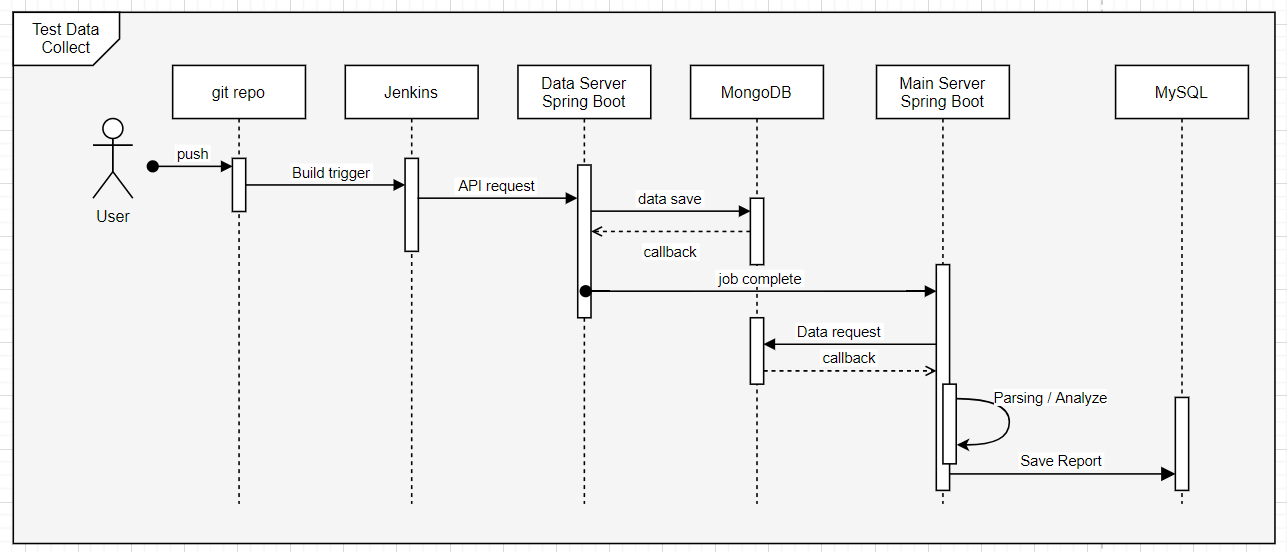 Test Data
Collect
git repo
Jenkins
Data Server
Spring Boot
MongoDB
Main Server
Spring Boot
MySQL
push
Build trigger
API request
data save
User
callback
job complete
Data request
callback
Parsing / Analyze
Save Report